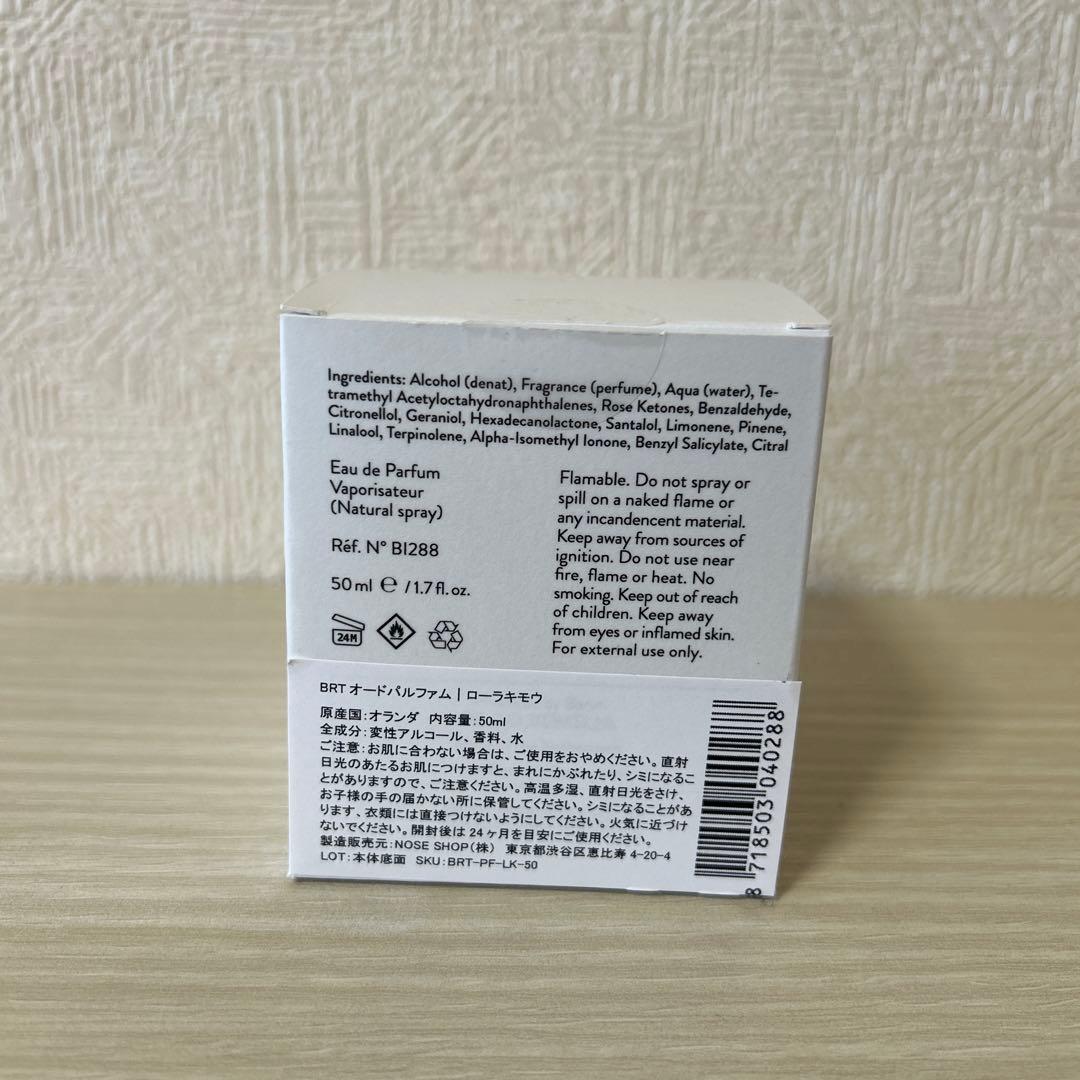 Ingredients: Alcohol (denat), Fragrance (perfume), Aqua (water), Te-
tramethyl Acetyloctahydronaphthalenes, Rose Ketones, Benzaldehyde,
Citronellol, Geraniol, Hexadecanolactone, Santalol, Limonene, Pinene,
Linalool, Terpinolene, Alpha-Isomethyl Ionone, Benzyl Salicylate, Citral
Eau de Parfum
Vaporisateur
(Natural spray)
Réf. N° BI288
50 ml ℮ / 1.7 fl. oz.
24M
Flamable. Do not spray or
spill on a naked flame or
any incandencent material.
Keep away from sources of
ignition. Do not use near
fire, flame or heat. No
smoking. Keep out of reach
of children. Keep away
from eyes or inflamed skin.
For external use only.
BRT オードパルファム | ローラキモウ
原産国:オランダ 内容量:50ml
全成分:変性アルコール、香料、水
ご注意:お肌に合わない場合は、ご使用をおやめください。直射
日光のあたるお肌につけますと、まれにかぶれたり、シミになるこ
とがありますので、ご注意ください。高温多湿、直射日光をさけ、
お子様の手の届かない所に保管してください。シミになることがあ
ります、衣類には直接つけないようにしてください。火気に近づけ
ないでください。開封後は 24 ヶ月を目安にご使用ください。
製造販売元:NOSE SHOP(株) 東京都渋谷区恵比寿 4-20-4
LOT:本体底面 SKU:BRT-PF-LK-50
8 718503 040288